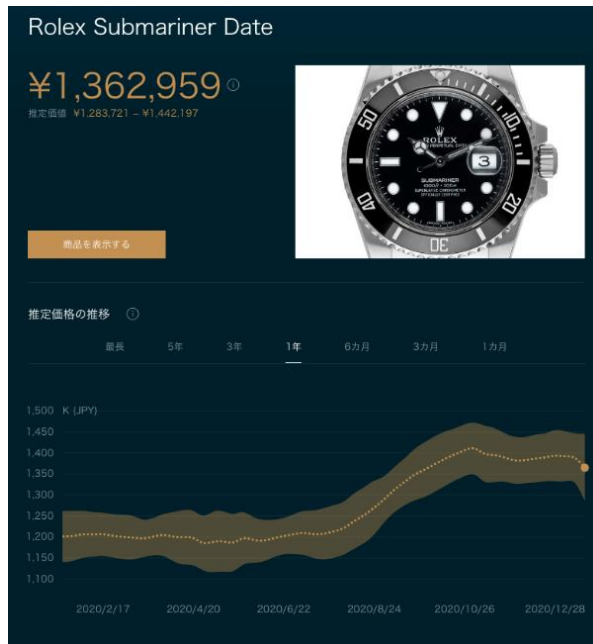 Rolex Submariner Date
¥1,362,959
推定価値 ¥1,283,721 – ¥1,442,197
ROLEX
3
SUBMARINER
商品を表示する
推定価格の推移
最長 5年 3年 1年 6カ月 3カ月 1カ月
1,500 K (JPY)
1,450
1,400
1,350
1,300
1,250
1,200
1,150
1,100
2020/2/17 2020/4/20 2020/6/22 2020/8/24 2020/10/26 2020/12/28